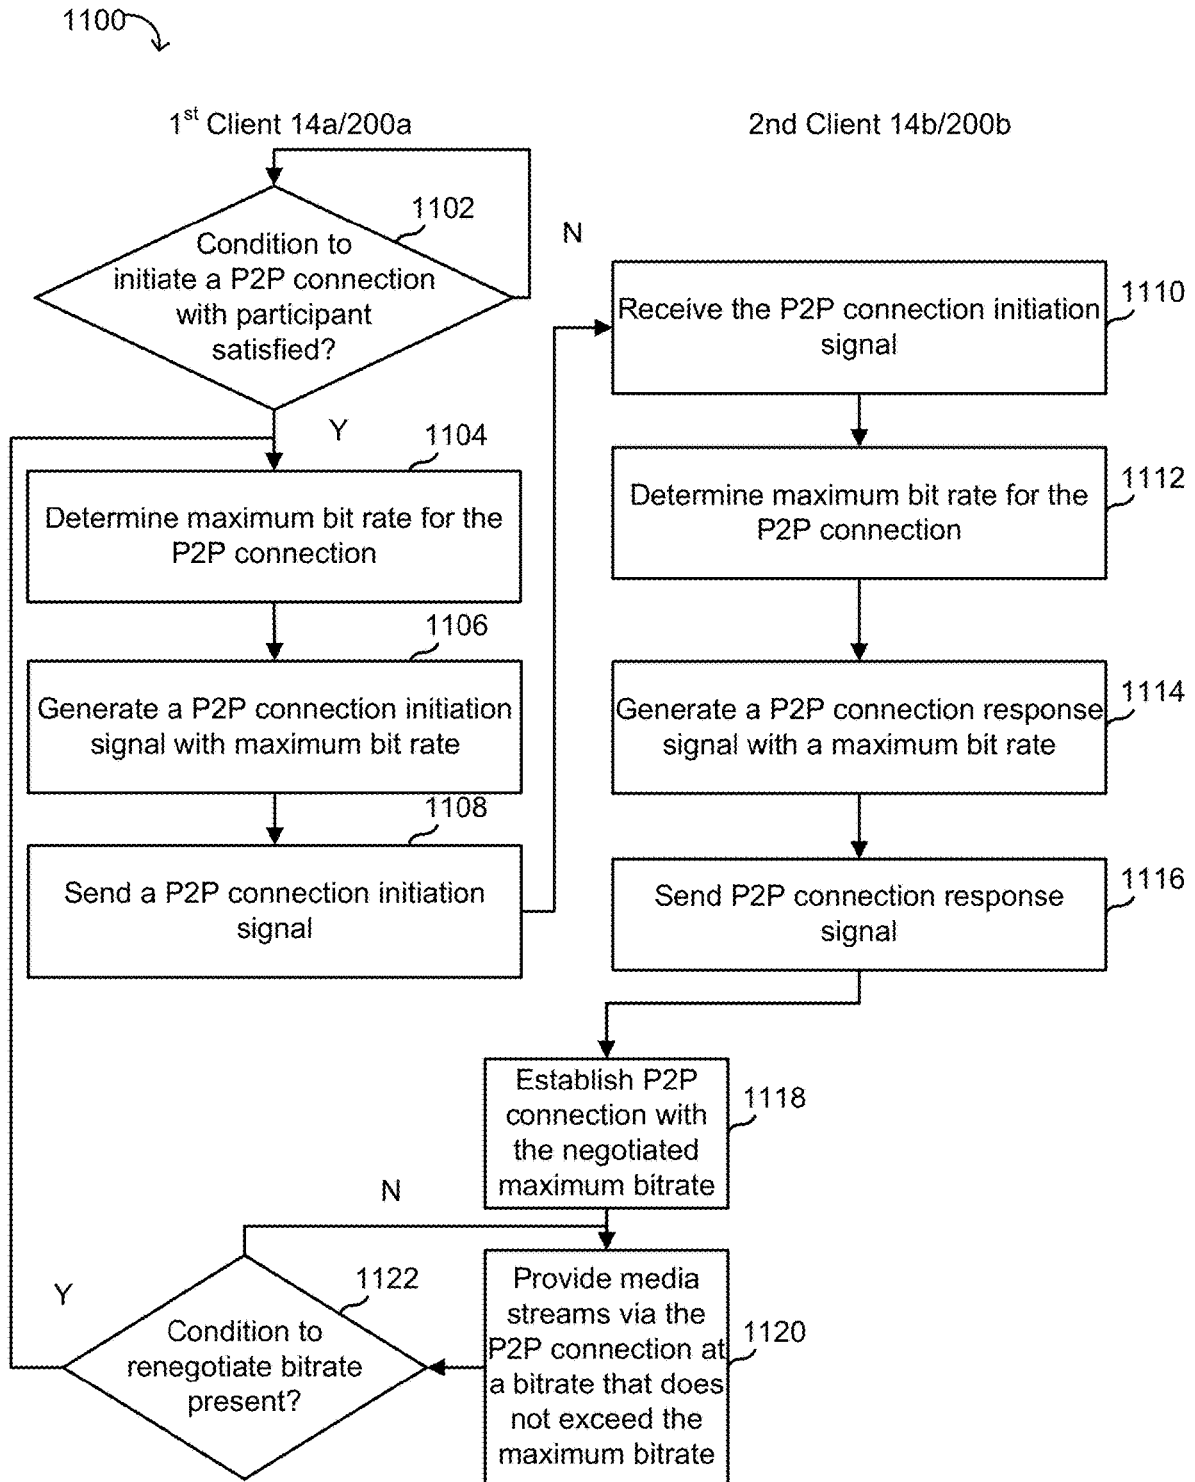 1100
1st Client 14a/200a
2nd Client 14b/200b
1102
Condition to
initiate a P2P connection
with participant
satisfied?
N
Y
1104
Determine maximum bit rate for the
P2P connection
1106
Generate a P2P connection initiation
signal with maximum bit rate
1108
Send a P2P connection initiation
signal
Receive the P2P connection initiation
signal
1110
Determine maximum bit rate for the
P2P connection
1112
Generate a P2P connection response
signal with a maximum bit rate
1114
Send P2P connection response
signal
1116
Establish P2P
connection with
the negotiated
maximum bitrate
1118
N
Provide media
streams via the
P2P connection at
a bitrate that does
not exceed the
maximum bitrate
1120
1122
Y
Condition to
renegotiate bitrate
present?